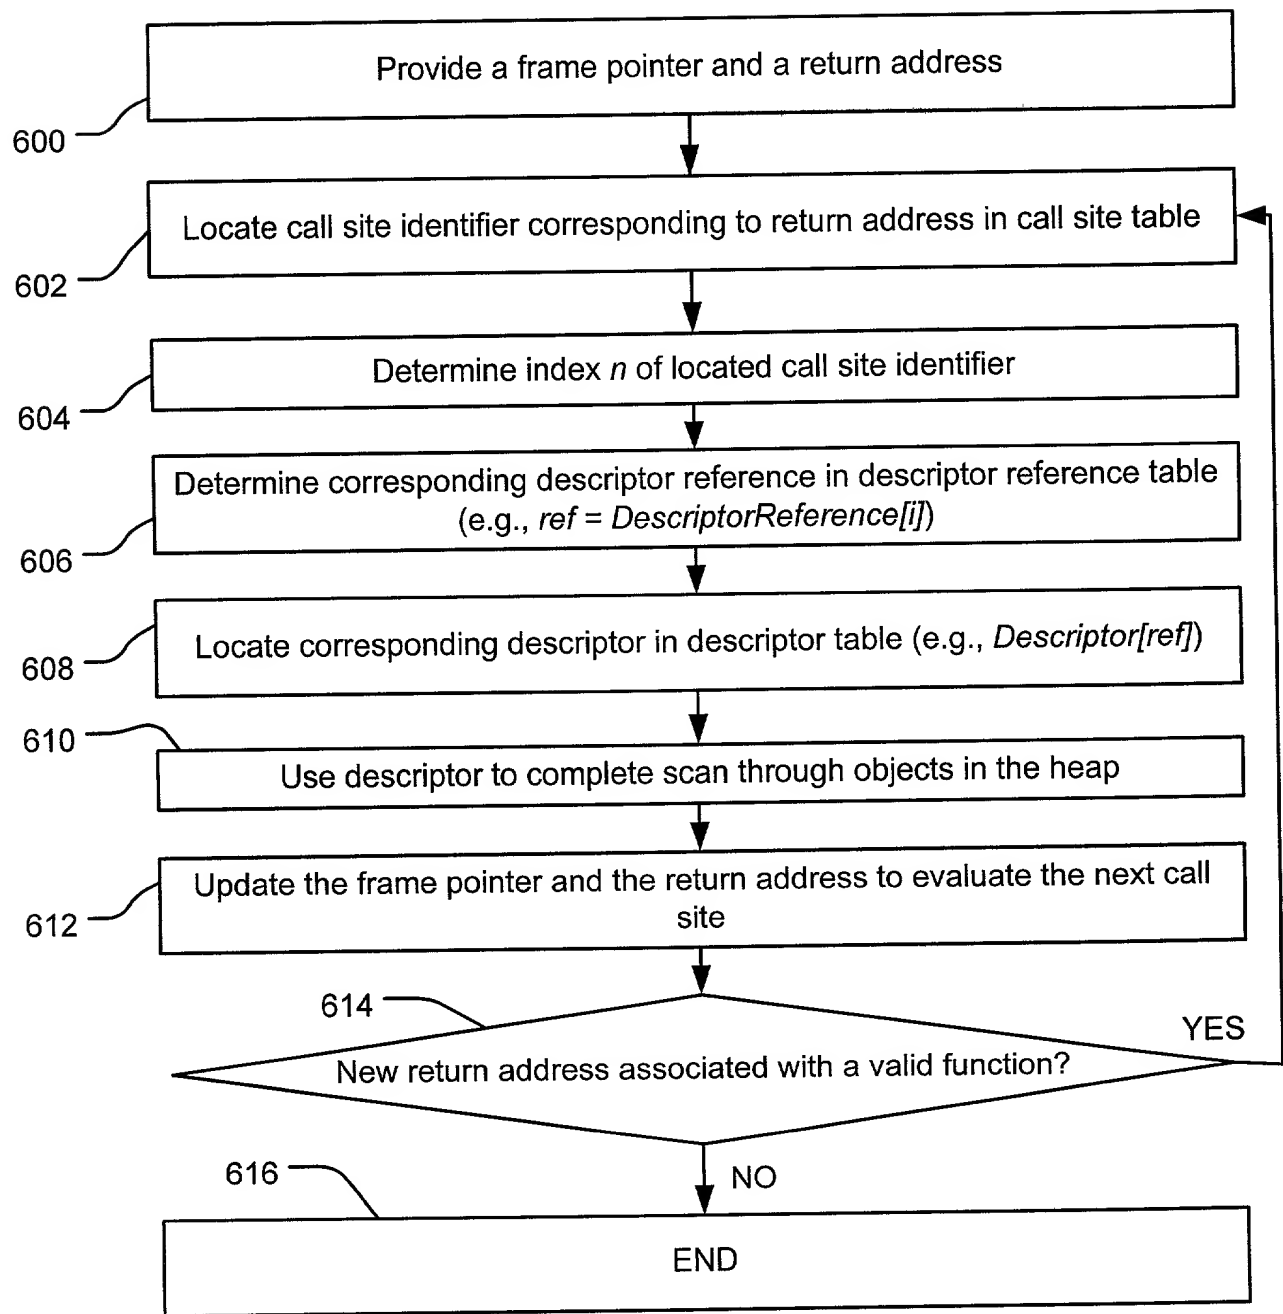 Provide a frame pointer and a return address
600
Locate call site identifier corresponding to return address in call site table
602
Determine index n of located call site identifier
604
Determine corresponding descriptor reference in descriptor reference table
(e.g., ref = DescriptorReference[i])
606
Locate corresponding descriptor in descriptor table (e.g., Descriptor[ref])
608
610
Use descriptor to complete scan through objects in the heap
Update the frame pointer and the return address to evaluate the next call
site
612
614
YES
New return address associated with a valid function?
616
NO
END